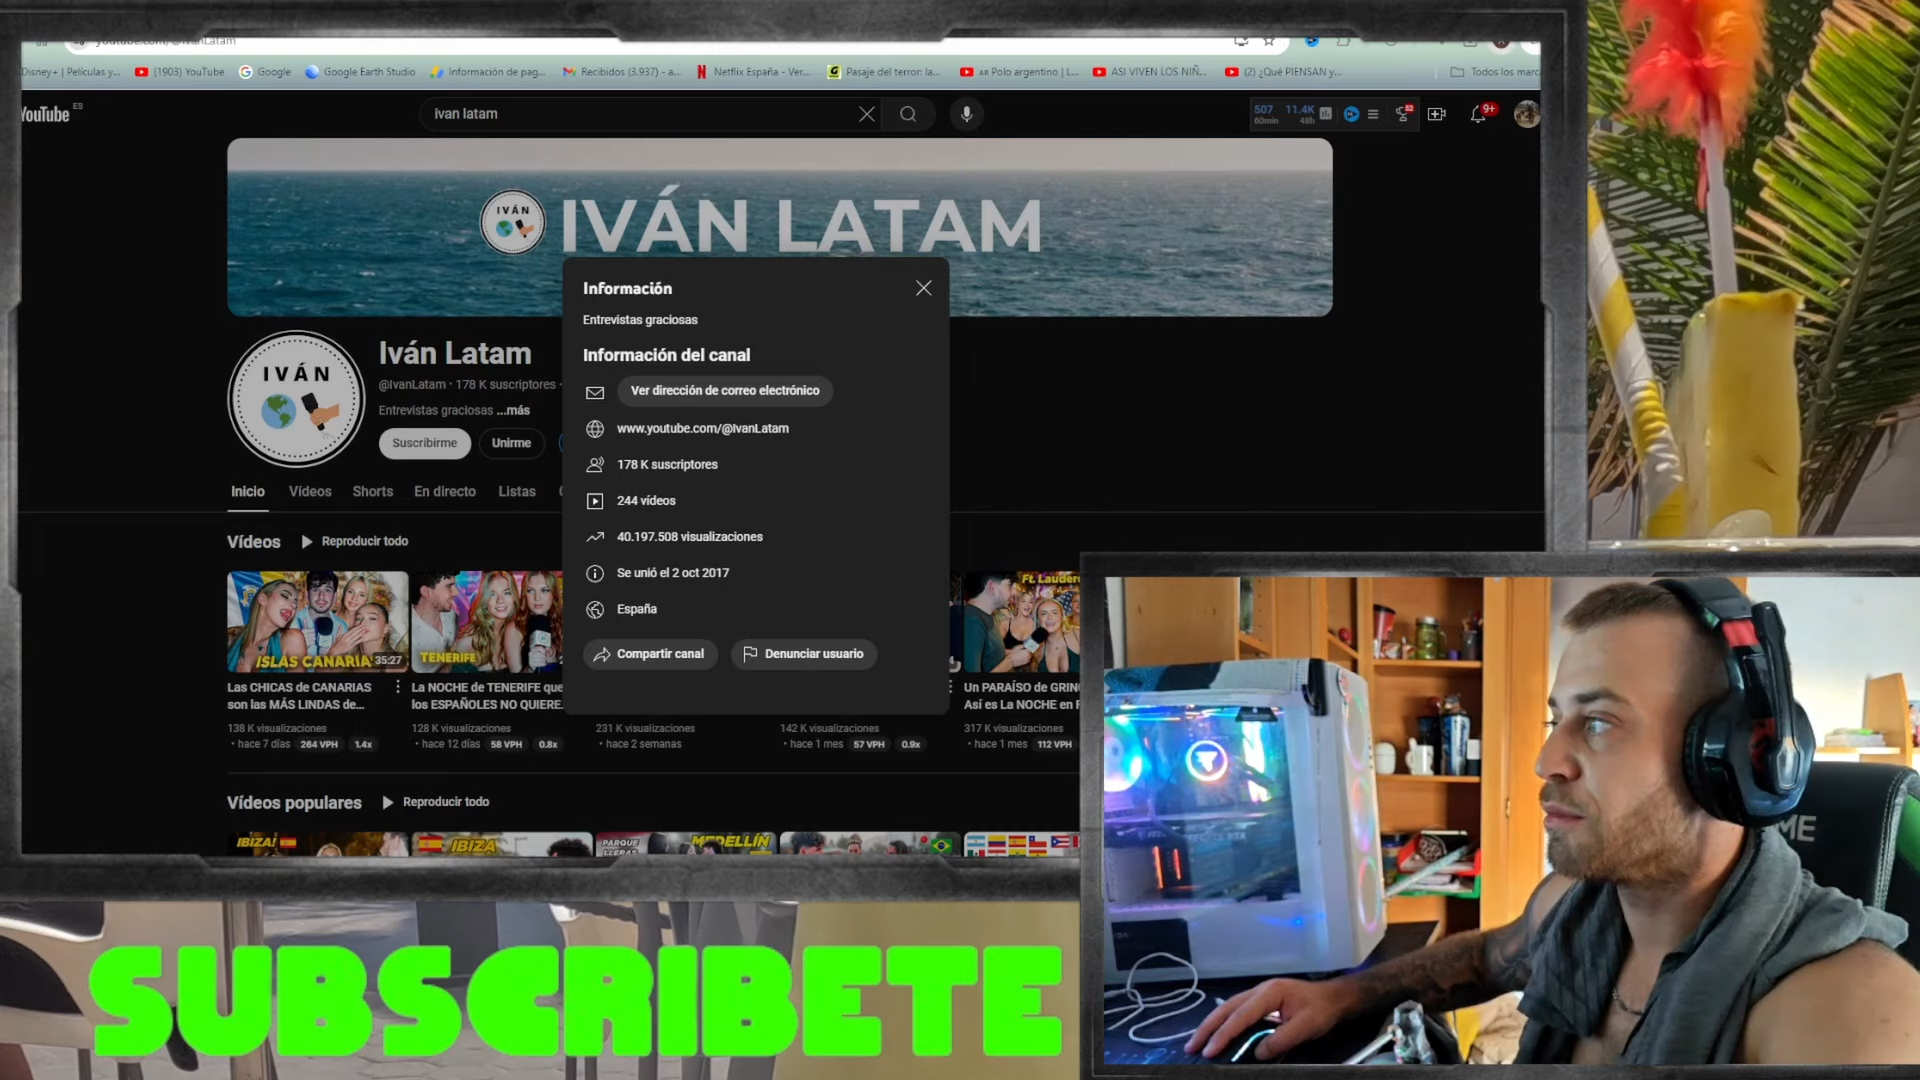 Disney+ | Películas y...
(1903) YouTube
Google
Google Earth Studio
Información de pag...
Recibidos (3.937) - a...
Netflix España - Ver...
Pasaje del terror: la...
AR Polo argentino | L...
ASI VIVEN LOS NIÑ...
(2) ¿Qué PIENSAN y...
Todos los marc
YouTube ES
ivan latam
507
60min
11.4K
48h
52
9+
IVÁN
IVÁN LATAM
Información
Entrevistas graciosas
Información del canal
Ver dirección de correo electrónico
www.youtube.com/@IvanLatam
178 K suscriptores
244 vídeos
40.197.508 visualizaciones
Se unió el 2 oct 2017
España
Compartir canal
Denunciar usuario
IVÁN
Iván Latam
@IvanLatam · 178 K suscriptores ·
Entrevistas graciosas ...más
Suscribirme
Unirme
Inicio
Vídeos
Shorts
En directo
Listas
Vídeos
Reproducir todo
ISLAS CANARIA
35:27
TENERIFE
Ft. Lauder
Las CHICAS de CANARIAS
son las MÁS LINDAS de...
138 K visualizaciones
· hace 7 días 264 VPH 1.4x
La NOCHE de TENERIFE que
los ESPAÑOLES NO QUIERE
128 K visualizaciones
· hace 12 días 58 VPH 0.8x
231 K visualizaciones
· hace 2 semanas
142 K visualizaciones
· hace 1 mes 57 VPH 0.9x
Un PARAÍSO de GRIN
Así es La NOCHE en F
317 K visualizaciones
· hace 1 mes 112 VPH
Vídeos populares
Reproducir todo
IBIZA!
IBIZA
PARQUE
LLERAS
MEDELLÍN
SUBSCRIBETE